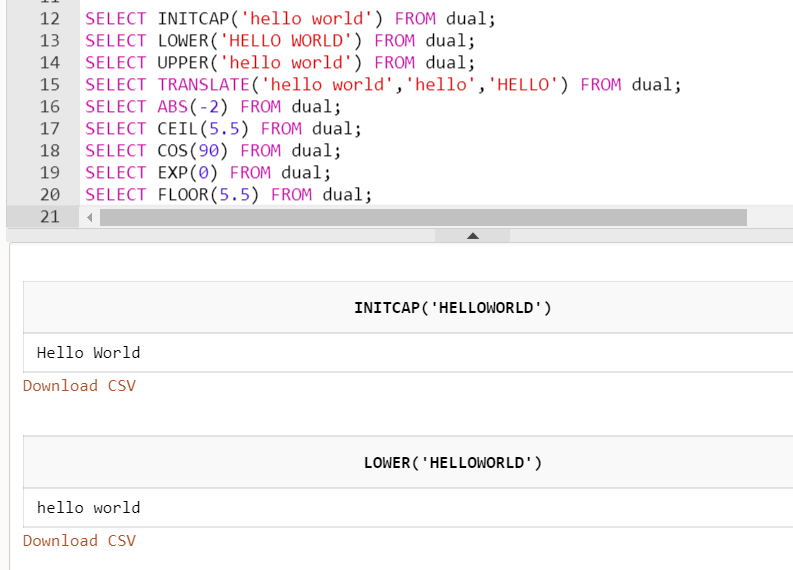 12 SELECT INITCAP('hello world') FROM dual;
13 SELECT LOWER('HELLO WORLD') FROM dual;
14 SELECT UPPER('hello world') FROM dual;
15 SELECT TRANSLATE('hello world','hello','HELLO') FROM dual;
16 SELECT ABS(-2) FROM dual;
17 SELECT CEIL(5.5) FROM dual;
18 SELECT COS(90) FROM dual;
19 SELECT EXP(0) FROM dual;
20 SELECT FLOOR(5.5) FROM dual;
21
INITCAP('HELLOWORLD')
Hello World
Download CSV
LOWER('HELLOWORLD')
hello world
Download CSV